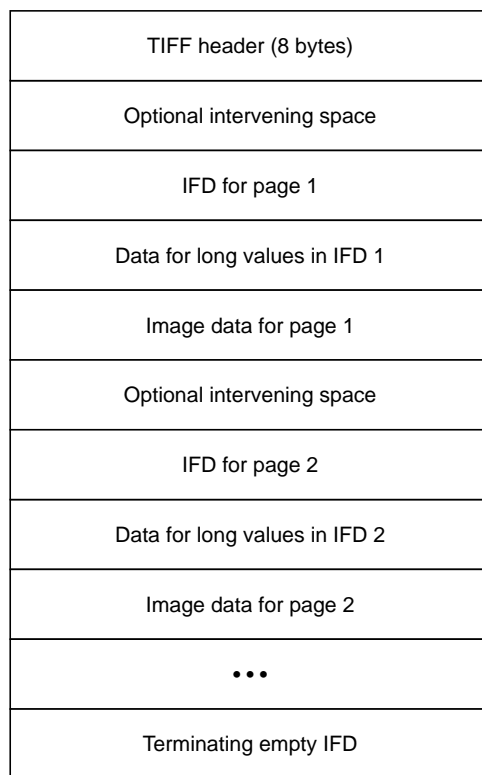 TIFF header (8 bytes)
Optional intervening space
IFD for page 1
Data for long values in IFD 1
Image data for page 1
Optional intervening space
IFD for page 2
Data for long values in IFD 2
Image data for page 2
•••
Terminating empty IFD